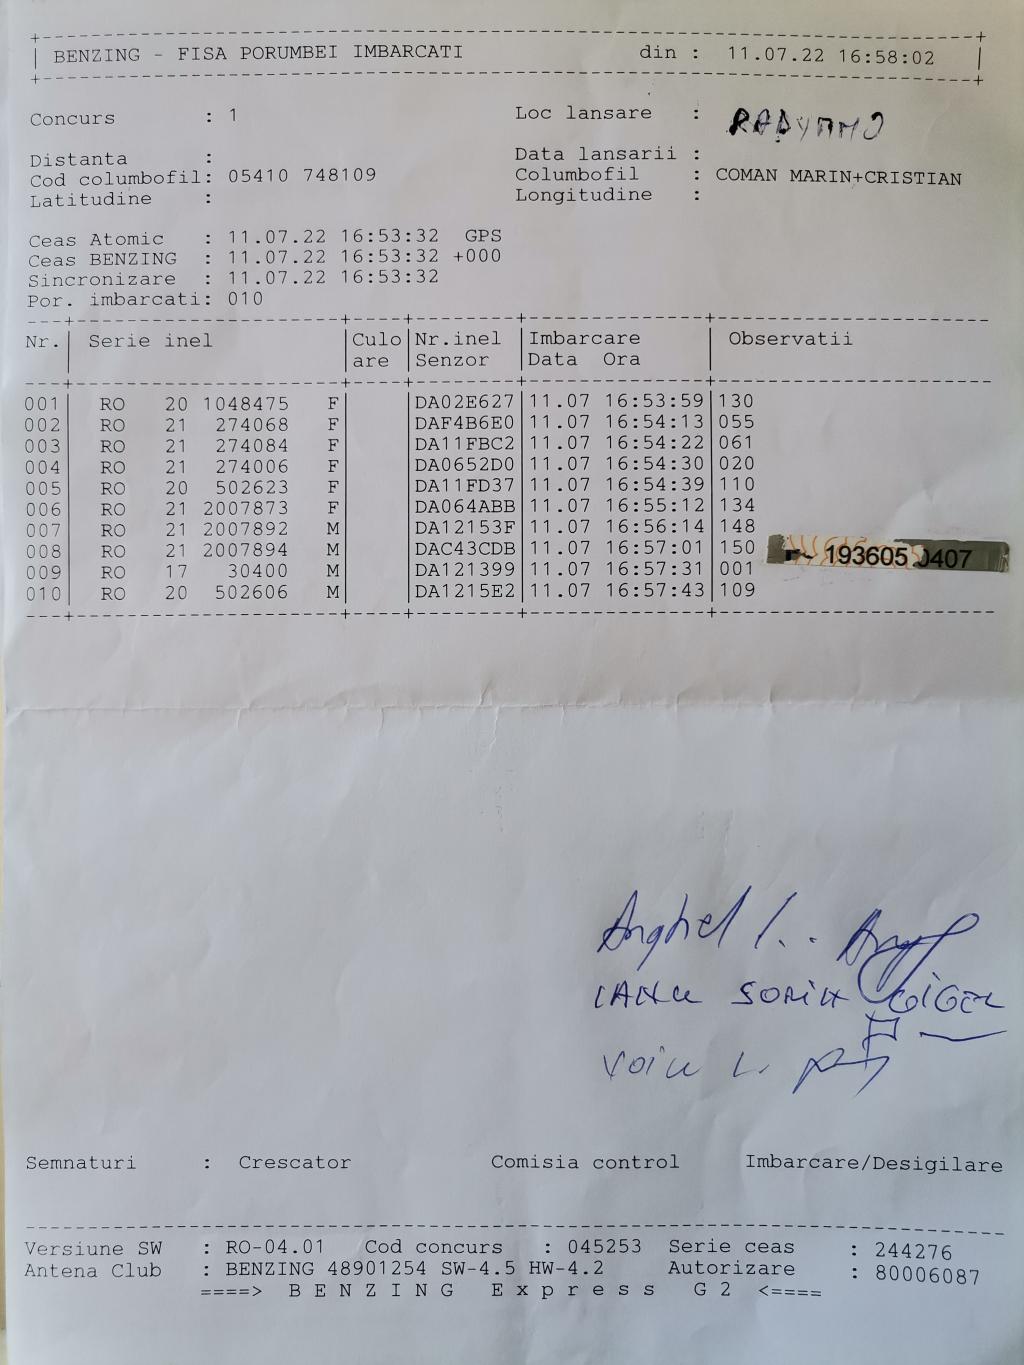 BENZING - FISA PORUMBEI IMBARCATI din : 11.07.22 16:58:02
Concurs : 1 Loc lansare :
Distanta : Data lansarii :
Cod columbofil: 05410 748109 Columbofil : COMAN MARIN+CRISTIAN
Latitudine : Longitudine :
Ceas Atomic : 11.07.22 16:53:32 GPS
Ceas BENZING : 11.07.22 16:53:32 +000
Sincronizare : 11.07.22 16:53:32
Por. imbarcati: 010
Nr. Serie inel Culo Nr.inel Imbarcare Observatii
are Senzor Data Ora
001 RO 20 1048475 F DA02E627 11.07 16:53:59 130
002 RO 21 274068 F DAF4B6E0 11.07 16:54:13 055
003 RO 21 274084 F DA11FBC2 11.07 16:54:22 061
004 RO 21 274006 F DA0652D0 11.07 16:54:30 020
005 RO 20 502623 F DA11FD37 11.07 16:54:39 110
006 RO 21 2007873 F DA064ABB 11.07 16:55:12 134
007 RO 21 2007892 M DA12153F 11.07 16:56:14 148
008 RO 21 2007894 M DAC43CDB 11.07 16:57:01 150 193605 0407
009 RO 17 30400 M DA121399 11.07 16:57:31 001
010 RO 20 502606 M DA1215E2 11.07 16:57:43 109
Anghel
SORIN
Voicu L.
Semnaturi : Crescator Comisia control Imbarcare/Desigilare
Versiune SW : RO-04.01 Cod concurs : 045253 Serie ceas : 244276
Antena Club : BENZING 48901254 SW-4.5 HW-4.2 Autorizare : 80006087
====> B E N Z I N G E x p r e s s G 2 <====